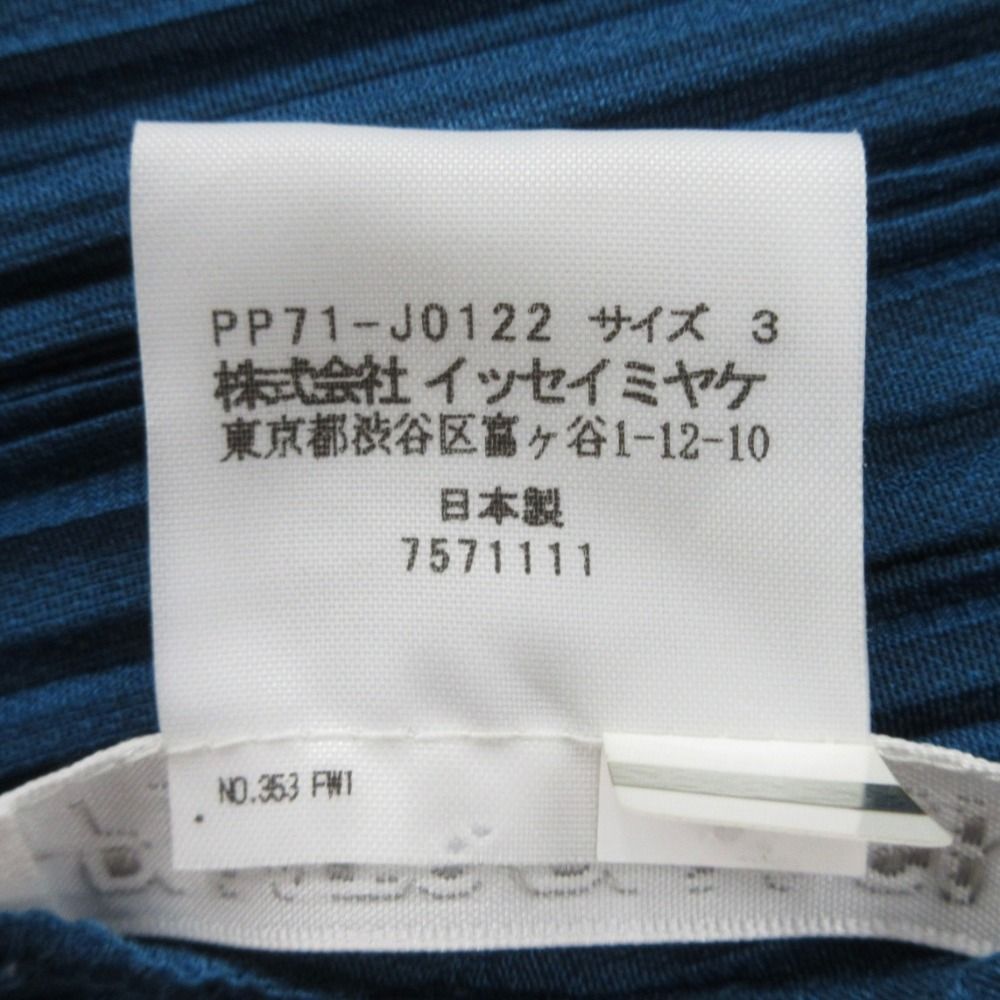 PP71-J0122 サイズ 3
株式会社 イッセイミヤケ
東京都渋谷区富ヶ谷1-12-10
日本製
7571111
NO.353 FW1